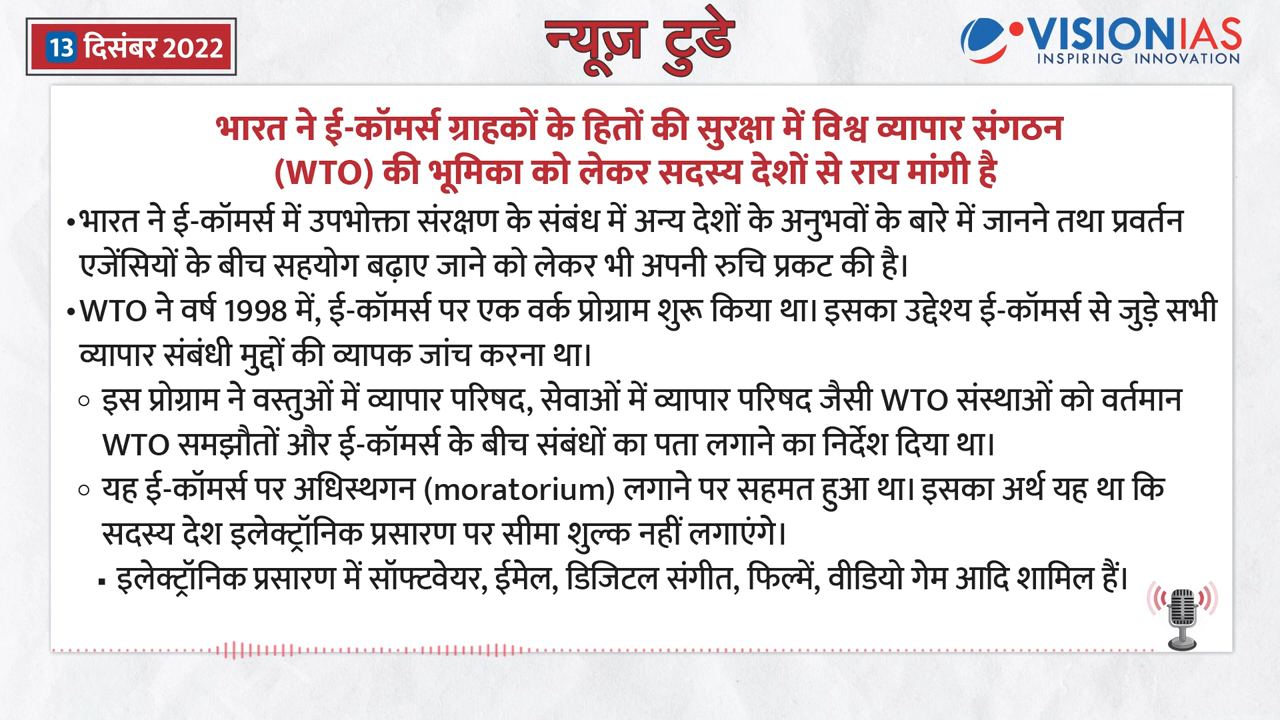 13 दिसंबर 2022
न्यूज़ टुडे
VISIONIAS
INSPIRING INNOVATION
भारत ने ई-कॉमर्स ग्राहकों के हितों की सुरक्षा में विश्व व्यापार संगठन
(WTO) की भूमिका को लेकर सदस्य देशों से राय मांगी है
•भारत ने ई-कॉमर्स में उपभोक्ता संरक्षण के संबंध में अन्य देशों के अनुभवों के बारे में जानने तथा प्रवर्तन
एजेंसियों के बीच सहयोग बढ़ाए जाने को लेकर भी अपनी रुचि प्रकट की है।
•WTO ने वर्ष 1998 में, ई-कॉमर्स पर एक वर्क प्रोग्राम शुरू किया था। इसका उद्देश्य ई-कॉमर्स से जुड़े सभी
व्यापार संबंधी मुद्दों की व्यापक जांच करना था।
○ इस प्रोग्राम ने वस्तुओं में व्यापार परिषद, सेवाओं में व्यापार परिषद जैसी WTO संस्थाओं को वर्तमान
WTO समझौतों और ई-कॉमर्स के बीच संबंधों का पता लगाने का निर्देश दिया था।
○ यह ई-कॉमर्स पर अधिस्थगन (moratorium) लगाने पर सहमत हुआ था। इसका अर्थ यह था कि
सदस्य देश इलेक्ट्रॉनिक प्रसारण पर सीमा शुल्क नहीं लगाएंगे।
▪ इलेक्ट्रॉनिक प्रसारण में सॉफ्टवेयर, ईमेल, डिजिटल संगीत, फिल्में, वीडियो गेम आदि शामिल हैं।